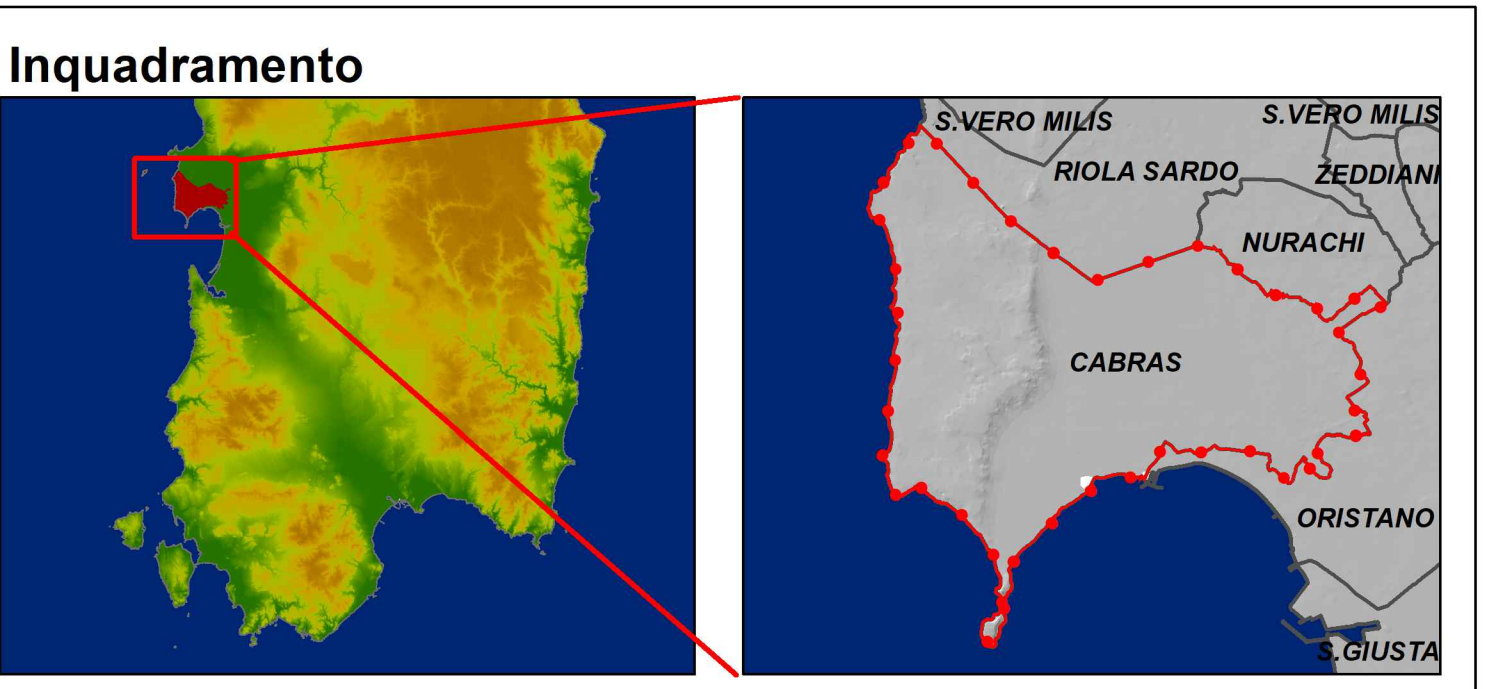 Inquadramento
S.VERO MILIS
S.VERO MILIS
RIOLA SARDO
ZEDDIANI
NURACHI
CABRAS
ORISTANO
S.GIUSTA